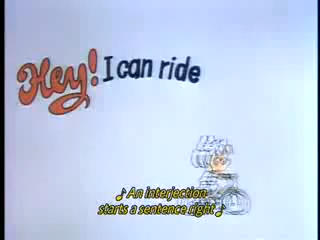 Hey! I can ride
♪ An interjection
starts a sentence right ♪